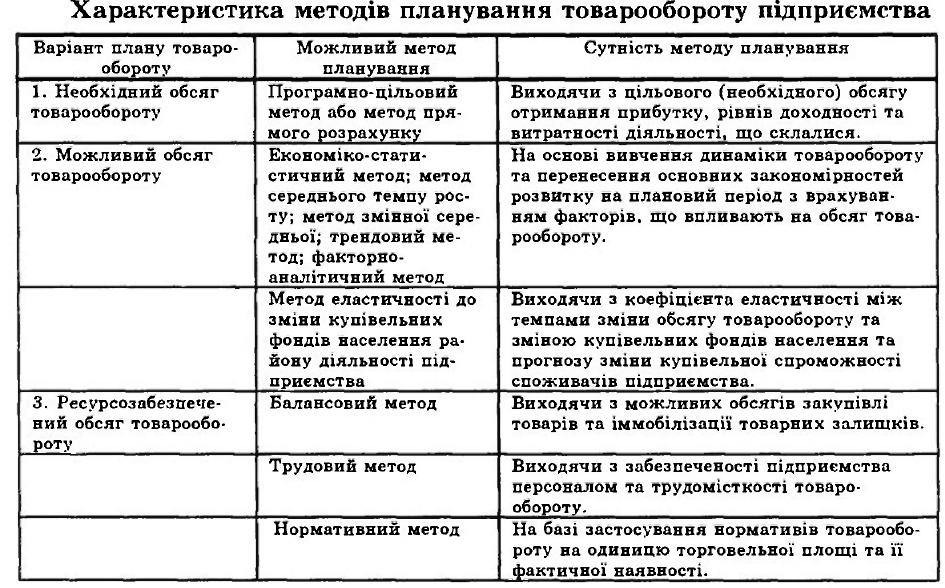 Характеристика методів планування товарообороту підприємства
Варіант плану товаро-
обороту
Можливий метод
планування
Сутність методу планування
1. Необхідний обсяг
товарообороту
Програмно-цільовий
метод або метод пря-
мого розрахунку
Виходячи з цільового (необхідного) обсягу
отримання прибутку, рівнів доходності та
витратності діяльності, що склалися.
2. Можливий обсяг
товарообороту
Економіко-стати-
стичний метод; метод
середнього темпу рос-
ту; метод змінної сере-
дньої; трендовий ме-
тод; факторно-
аналітичний метод
На основі вивчення динаміки товарообороту
та перенесення основних закономірностей
розвитку на плановий період з врахуван-
ням факторів, що впливають на обсяг това-
рообороту.
Метод еластичності до
зміни купівельних
фондів населення ра-
йону діяльності під-
приємства
Виходячи з коефіцієнта еластичності між
темпами зміни обсягу товарообороту та
зміною купівельних фондів населення та
прогнозу зміни купівельної спроможності
споживачів підприємства.
3. Ресурсозабезпече-
ний обсяг товарообо-
роту
Балансовий метод
Виходячи з можливих обсягів закупівлі
товарів та іммобілізації товарних залишків.
Трудовий метод
Виходячи з забезпеченості підприємства
персоналом та трудомісткості товаро-
обороту.
Нормативний метод
На базі застосування нормативів товарообо-
роту на одиницю торговельної площі та її
фактичної наявності.